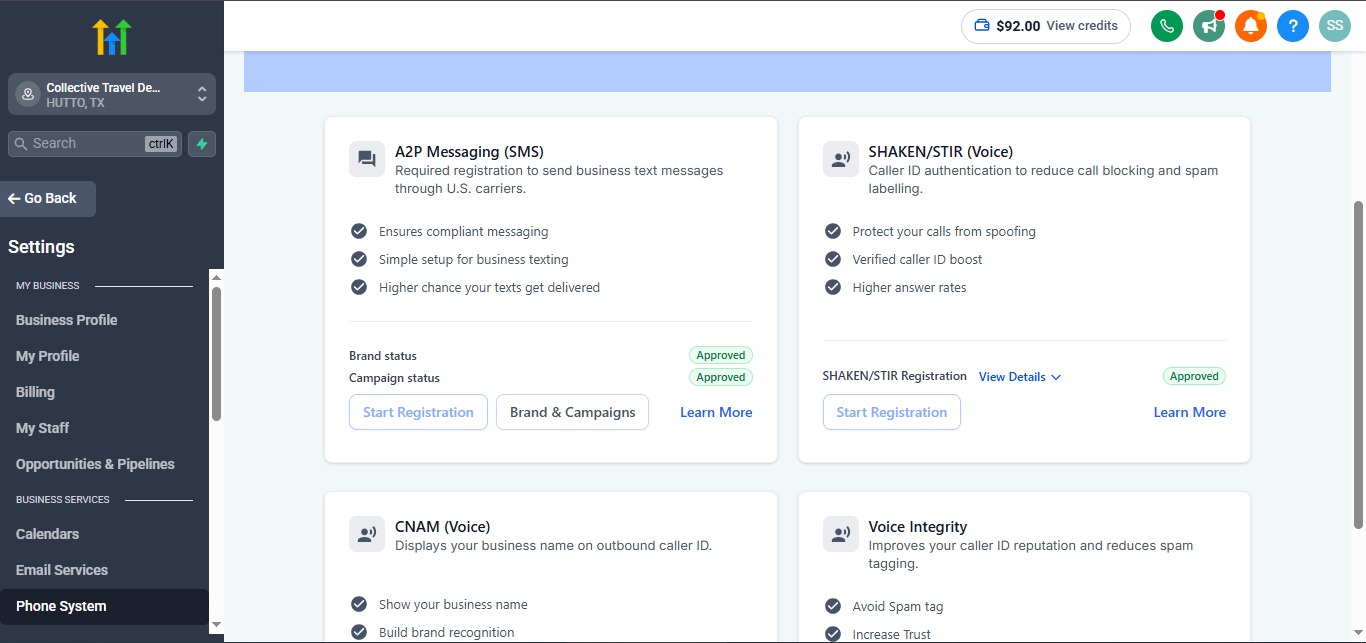 $92.00 View credits
?
SS
Collective Travel De...
HUTTO, TX
Search
ctrlK
Go Back
Settings
MY BUSINESS
Business Profile
My Profile
Billing
My Staff
Opportunities & Pipelines
BUSINESS SERVICES
Calendars
Email Services
Phone System
A2P Messaging (SMS)
Required registration to send business text messages
through U.S. carriers.
Ensures compliant messaging
Simple setup for business texting
Higher chance your texts get delivered
Brand status
Approved
Campaign status
Approved
Start Registration
Brand & Campaigns
Learn More
SHAKEN/STIR (Voice)
Caller ID authentication to reduce call blocking and spam
labelling.
Protect your calls from spoofing
Verified caller ID boost
Higher answer rates
SHAKEN/STIR Registration
View Details
Approved
Start Registration
Learn More
CNAM (Voice)
Displays your business name on outbound caller ID.
Show your business name
Build brand recognition
Voice Integrity
Improves your caller ID reputation and reduces spam
tagging.
Avoid Spam tag
Increase Trust